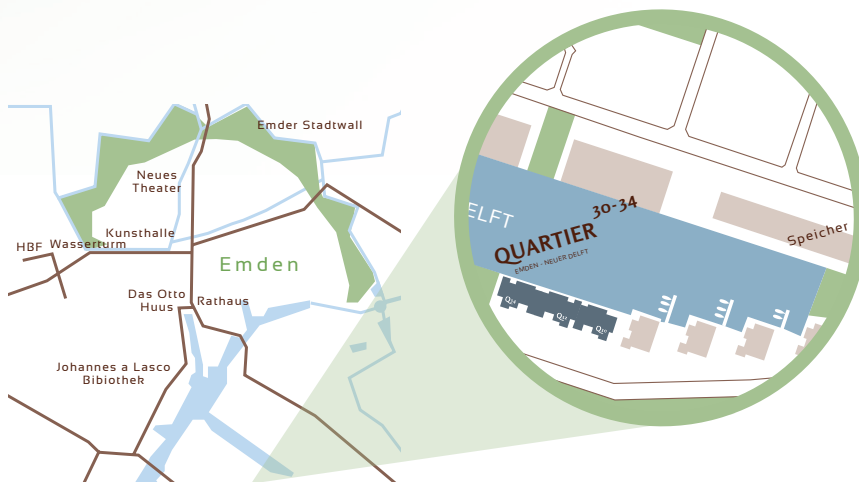 Emder Stadtwall
Neues
Theater
Kunsthalle
HBF Wasserturm
Emden
Das Otto
Huus
Rathaus
Johannes a Lasco
Bibiothek
ELFT
QUARTIER
30-34
EMDEN - NEUER DELFT
Speicher